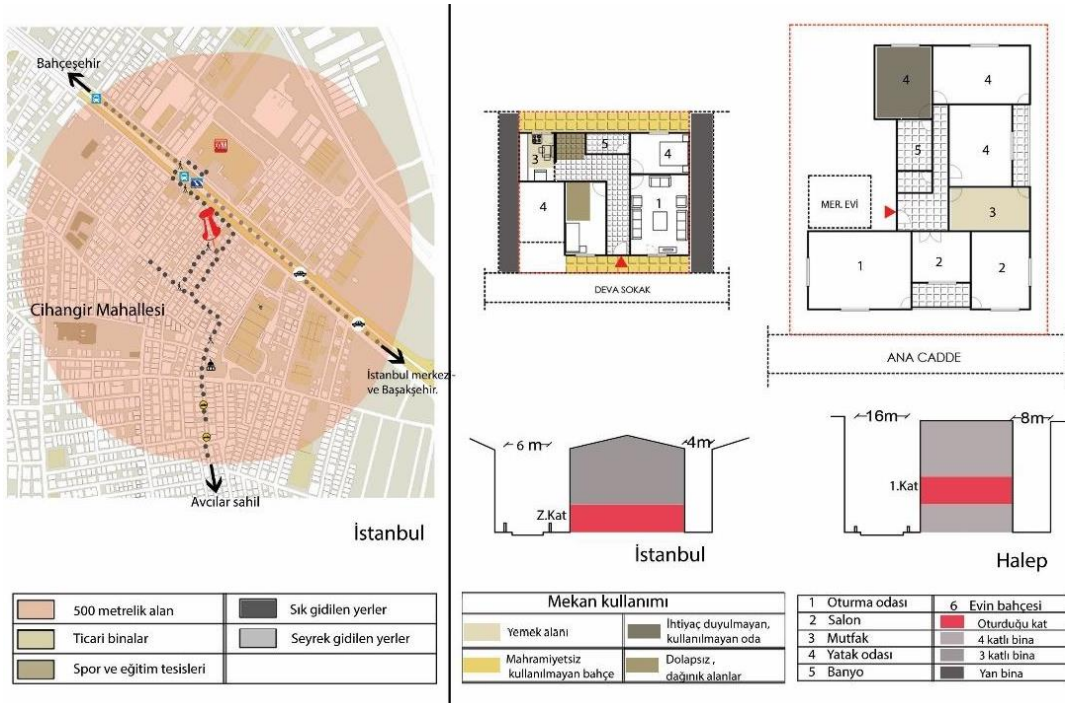 Bahçeşehir
Cihangir Mahallesi
İstanbul merkez
ve Başakşehir.
Avcılar sahil
İstanbul
500 metrelik alan
Sık gidilen yerler
Ticari binalar
Seyrek gidilen yerler
Spor ve eğitim tesisleri
3
5
4
4
1
DEVA SOKAK
4
4
5
4
MER. EVİ
3
1
2
2
ANA CADDE
6 m
4m
Z.Kat
İstanbul
16m
8m
1.Kat
Halep
Mekan kullanımı
Yemek alanı
İhtiyaç duyulmayan,
kullanılmayan oda
Mahramiyetsiz
kullanılmayan bahçe
Dolapsız ,
dağınık alanlar
1 Oturma odası
6 Evin bahçesi
2 Salon
Oturduğu kat
3 Mutfak
4 katlı bina
4 Yatak odası
3 katlı bina
5 Banyo
Yan bina